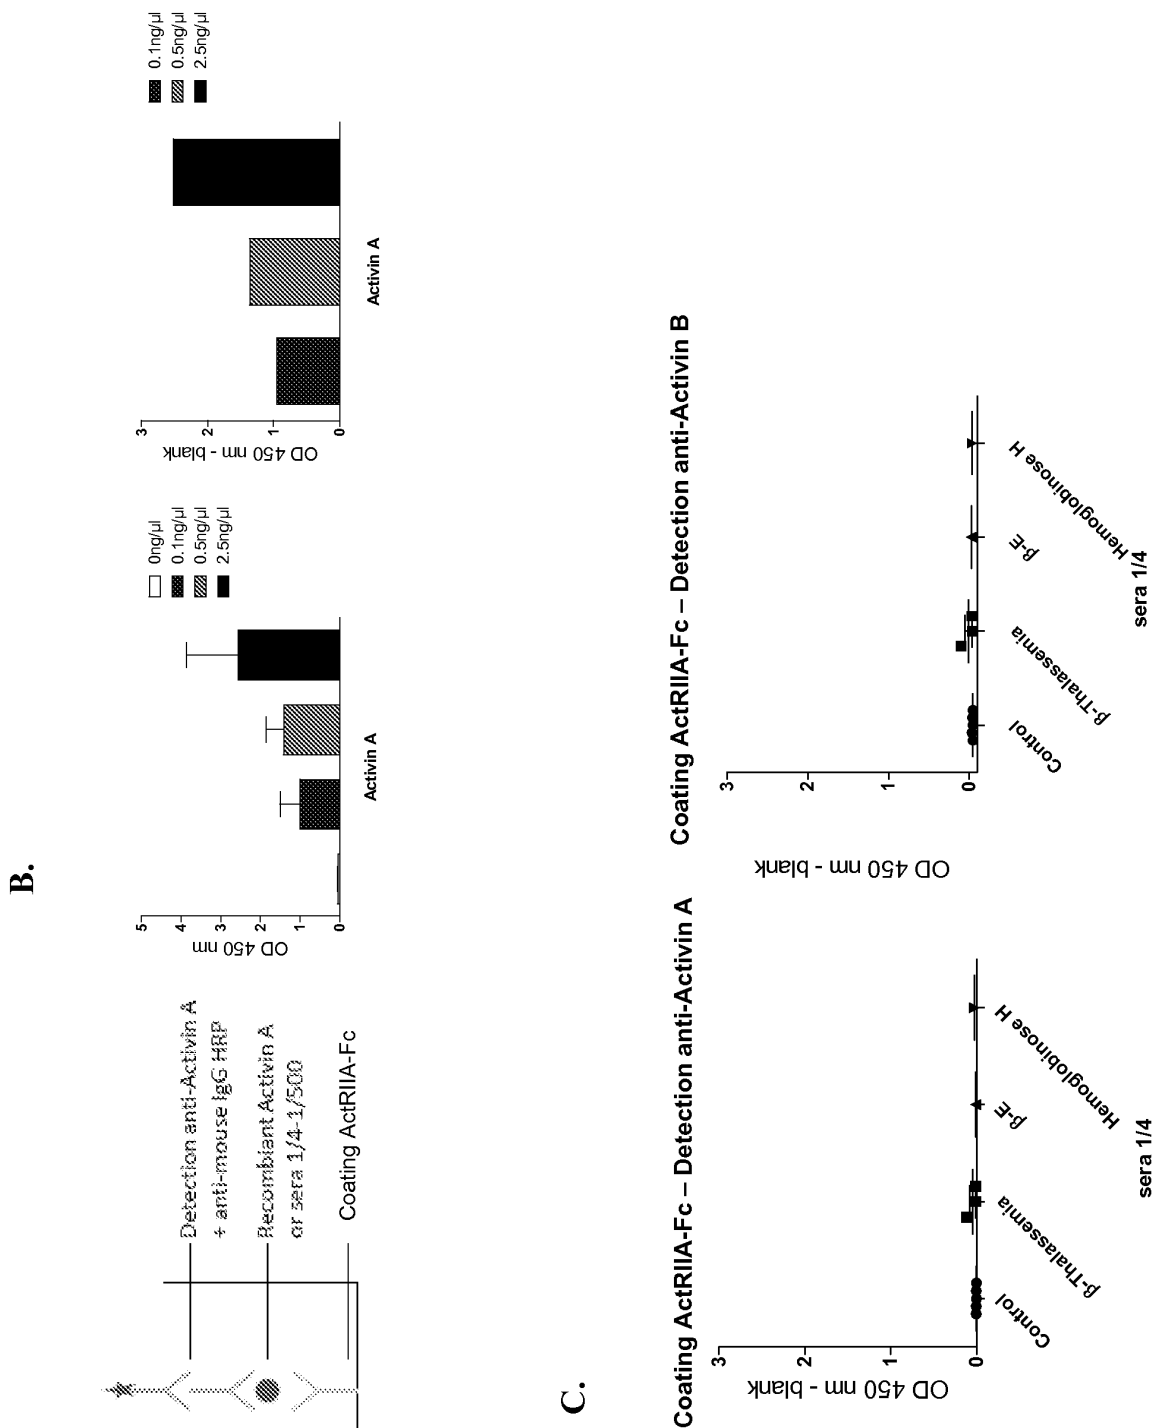 B.
Detection anti-Activin A
+ anti-mouse IgG HRP
Recombiant Activin A
or sera 1/4-1/500
Coating ActRIIA-Fc
OD 450 nm
5
4
3
2
1
0
Activin A
0ng/µl
0.1ng/µl
0.5ng/µl
2.5ng/µl
OD 450 nm - blank
3
2
1
0
Activin A
0.1ng/µl
0.5ng/µl
2.5ng/µl
C.
Coating ActRIIA-Fc – Detection anti-Activin A
OD 450 nm - blank
3
2
1
0
Control
β-Thalassemia
β-E
Hemoglobinose H
sera 1/4
Coating ActRIIA-Fc – Detection anti-Activin B
OD 450 nm - blank
3
2
1
0
Control
β-Thalassemia
β-E
Hemoglobinose H
sera 1/4